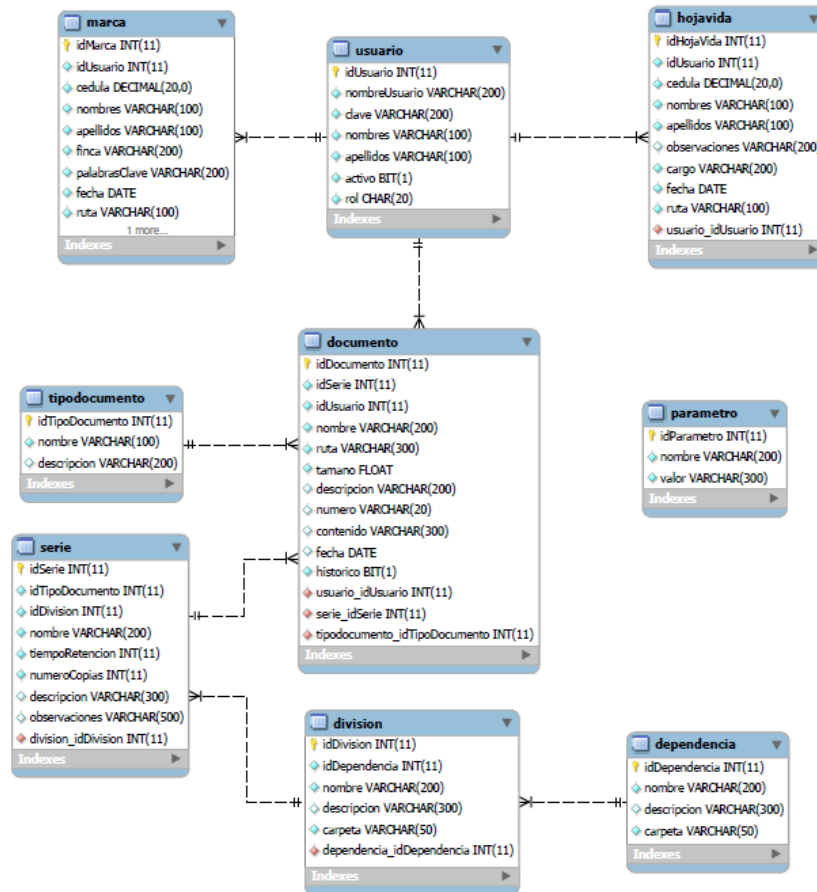 marca
idMarca INT(11)
idUsuario INT(11)
cedula DECIMAL(20,0)
nombres VARCHAR(100)
apellidos VARCHAR(100)
finca VARCHAR(200)
palabrasClave VARCHAR(200)
fecha DATE
ruta VARCHAR(100)
1 more...
Indexes
usuario
idUsuario INT(11)
nombreUsuario VARCHAR(200)
clave VARCHAR(200)
nombres VARCHAR(100)
apellidos VARCHAR(100)
activo BIT(1)
rol CHAR(20)
Indexes
hojavida
idHojaVida INT(11)
idUsuario INT(11)
cedula DECIMAL(20,0)
nombres VARCHAR(100)
apellidos VARCHAR(100)
observaciones VARCHAR(200)
cargo VARCHAR(200)
fecha DATE
ruta VARCHAR(100)
usuario_idUsuario INT(11)
Indexes
documento
idDocumento INT(11)
idSerie INT(11)
idUsuario INT(11)
nombre VARCHAR(200)
ruta VARCHAR(300)
tamano FLOAT
descripcion VARCHAR(200)
numero VARCHAR(20)
contenido VARCHAR(300)
fecha DATE
historico BIT(1)
usuario_idUsuario INT(11)
serie_idSerie INT(11)
tipodocumento_idTipoDocumento INT(11)
Indexes
tipodocumento
idTipoDocumento INT(11)
nombre VARCHAR(100)
descripcion VARCHAR(200)
Indexes
parametro
idParametro INT(11)
nombre VARCHAR(200)
valor VARCHAR(300)
Indexes
serie
idSerie INT(11)
idTipoDocumento INT(11)
idDivision INT(11)
nombre VARCHAR(200)
tiempoRetencion INT(11)
numeroCopias INT(11)
descripcion VARCHAR(300)
observaciones VARCHAR(500)
division_idDivision INT(11)
Indexes
division
idDivision INT(11)
idDependencia INT(11)
nombre VARCHAR(200)
descripcion VARCHAR(300)
carpeta VARCHAR(50)
dependencia_idDependencia INT(11)
Indexes
dependencia
idDependencia INT(11)
nombre VARCHAR(200)
descripcion VARCHAR(300)
carpeta VARCHAR(50)
Indexes